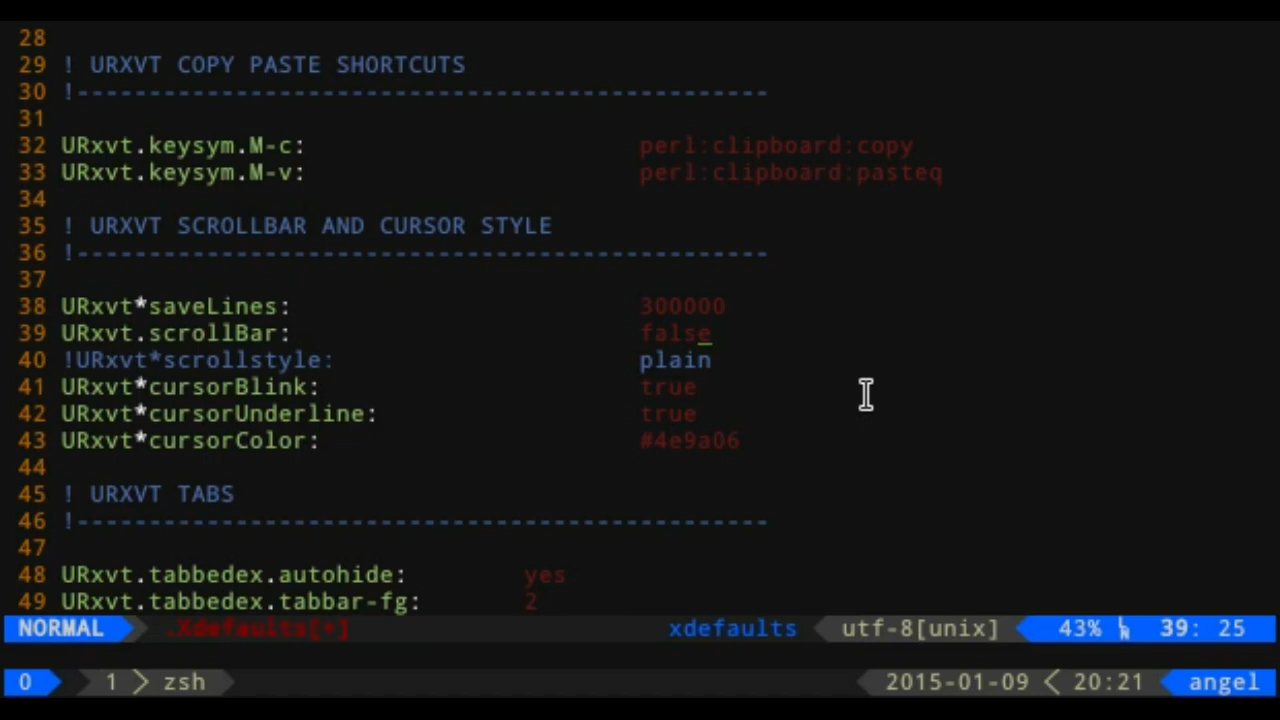 28
29 ! URXVT COPY PASTE SHORTCUTS
30 !------------------------------------------------
31
32 URxvt.keysym.M-c: perl:clipboard:copy
33 URxvt.keysym.M-v: perl:clipboard:pasteq
34
35 ! URXVT SCROLLBAR AND CURSOR STYLE
36 !------------------------------------------------
37
38 URxvt*saveLines: 300000
39 URxvt.scrollBar: false
40 !URxvt*scrollstyle: plain
41 URxvt*cursorBlink: true
42 URxvt*cursorUnderline: true
43 URxvt*cursorColor: #4e9a06
44
45 ! URXVT TABS
46 !------------------------------------------------
47
48 URxvt.tabbedex.autohide: yes
49 URxvt.tabbedex.tabbar-fg: 2
NORMAL .Xdefaults[+] xdefaults utf-8[unix] 43% LN 39: 25
0 1 zsh 2015-01-09 20:21 angel